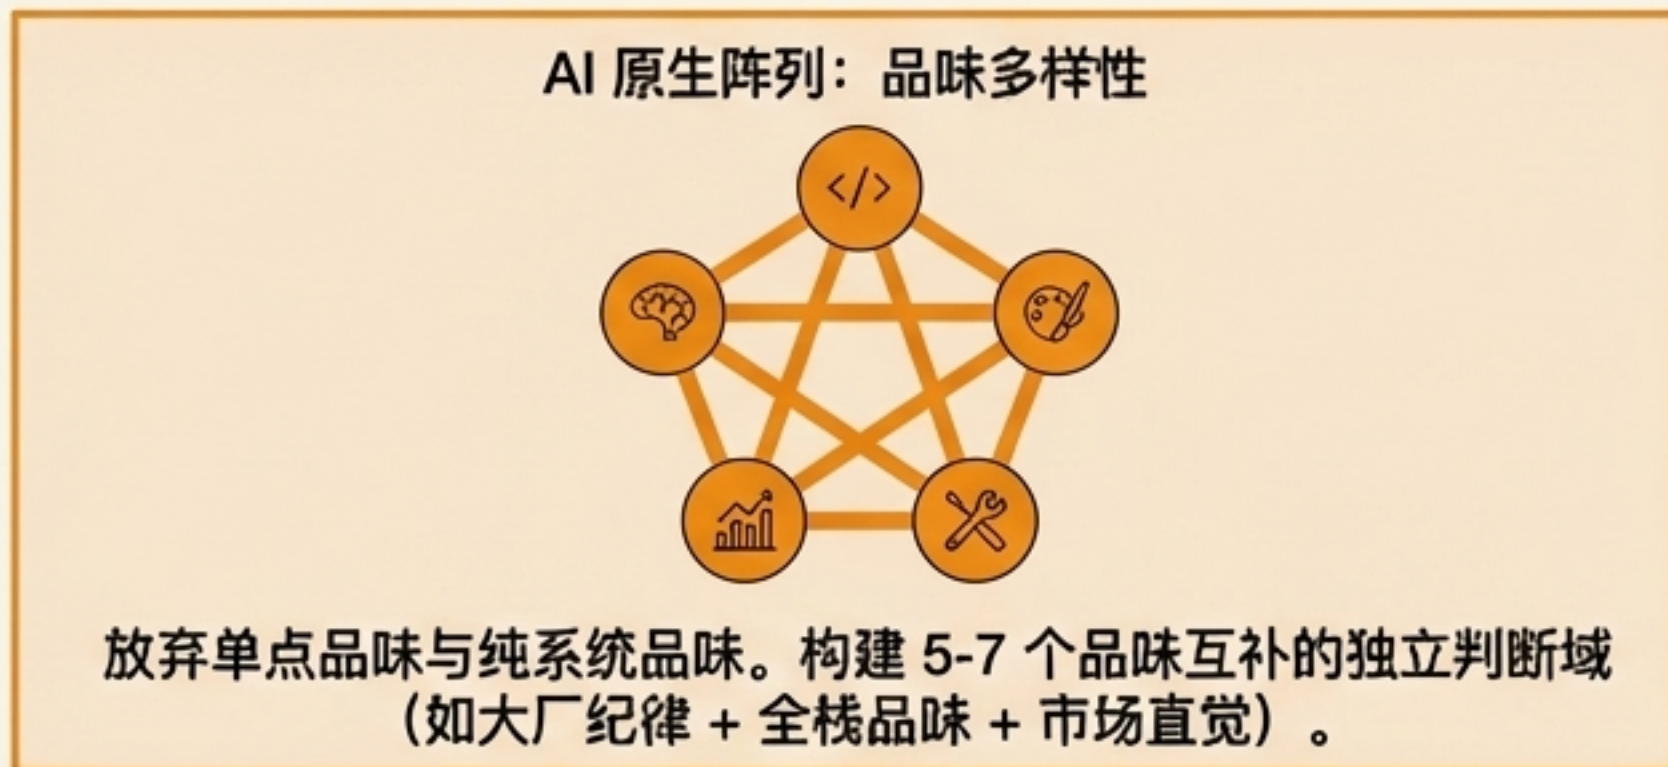 AI 原生阵列：品味多样性
</>
放弃单点品味与纯系统品味。构建 5-7 个品味互补的独立判断域
（如大厂纪律 + 全栈品味 + 市场直觉）。